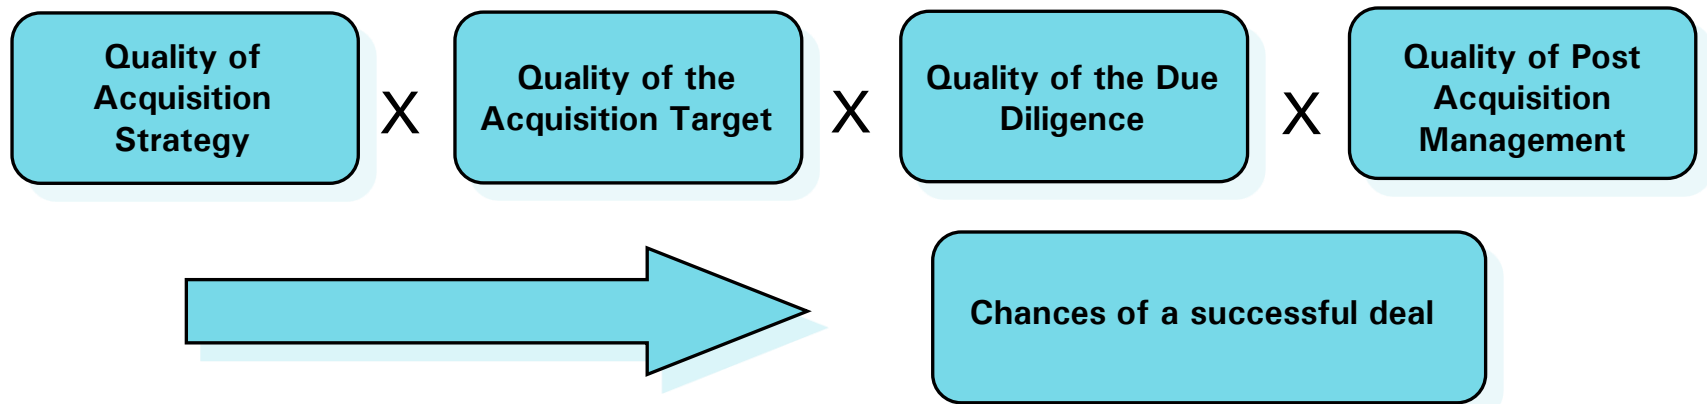 Quality of
Acquisition
Strategy
X
Quality of the
Acquisition Target
X
Quality of the Due
Diligence
X
Quality of Post
Acquisition
Management
Chances of a successful deal